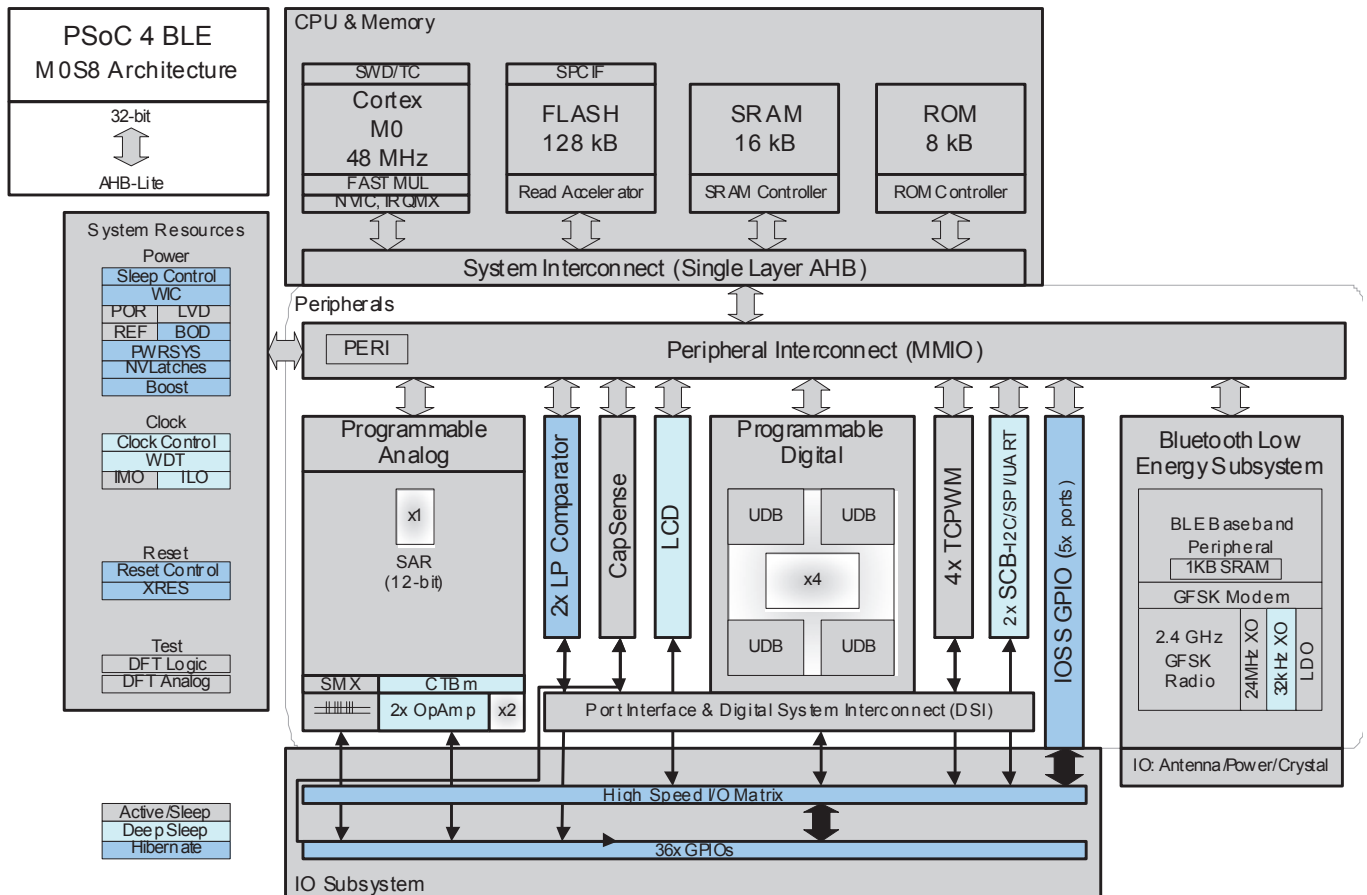 PSoC 4 BLE
M0S8 Architecture
32-bit
AHB-Lite
CPU & Memory
SWD/TC
Cortex
M0
48 MHz
FAST MUL
NVIC, IRQMX
SPCIF
FLASH
128 kB
Read Accelerator
SRAM
16 kB
SRAM Controller
ROM
8 kB
ROM Controller
System Interconnect (Single Layer AHB)
System Resources
Power
Sleep Control
WIC
POR LVD
REF BOD
PWRSYS
NVLatches
Boost
Clock
Clock Control
WDT
IMO ILO
Reset
Reset Control
XRES
Test
DFT Logic
DFT Analog
Peripherals
PERI
Peripheral Interconnect (MMIO)
Programmable
Analog
x1
SAR
(12-bit)
SMX
CTBm
2x OpAmp
x2
2x LP Comparator
CapSense
LCD
Programmable
Digital
UDB UDB
x4
UDB UDB
4x TCPWM
2x SCB-I2C/SPI/UART
IOSS GPIO (5x ports)
Bluetooth Low
Energy Subsystem
BLE Baseband
Peripheral
1KB SRAM
GFSK Modem
2.4 GHz
GFSK
Radio
24MHz XO
32kHz XO
LDO
Port Interface & Digital System Interconnect (DSI)
IO: Antenna/Power/Crystal
High Speed I/O Matrix
36x GPIOs
IO Subsystem
Active/Sleep
Deep Sleep
Hibernate